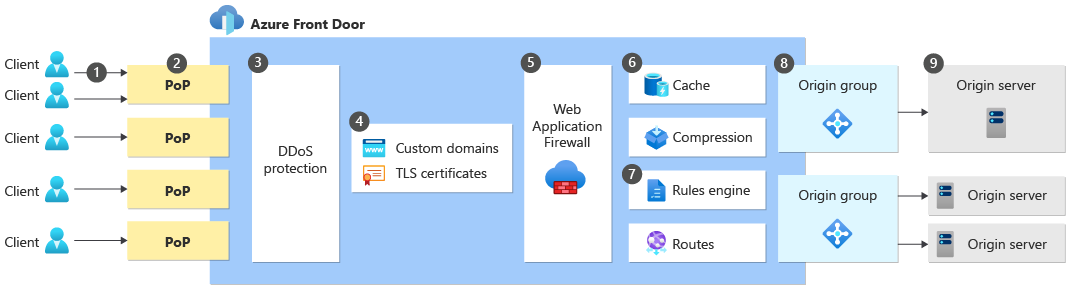 Azure Front Door
Client
1
Client
Client
Client
Client
2
PoP
PoP
PoP
PoP
3
DDoS
protection
4
Custom domains
www
TLS certificates
5
Web
Application
Firewall
6
Cache
Compression
7
Rules engine
Routes
8
Origin group
Origin group
9
Origin server
Origin server
Origin server